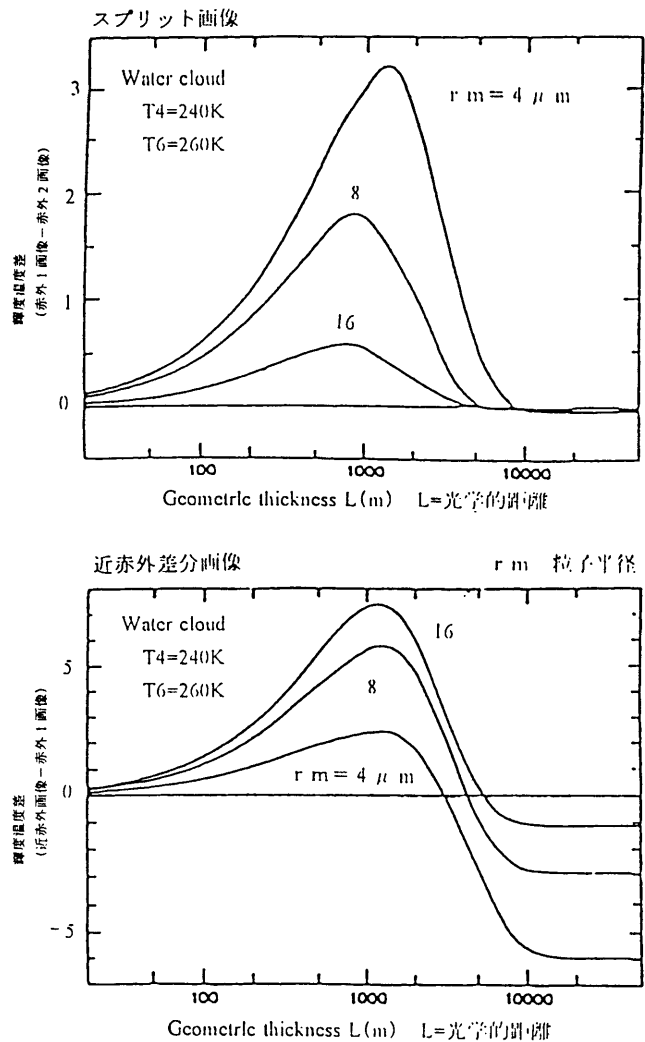 スプリット画像
3
2
1
0
輝度温度差
(赤外1画像−赤外2画像)
Water cloud
T4=240K
T6=260K
r m = 4 μ m
8
16
100 1000 10000
Geometric thickness L(m) L=光学的距離
近赤外差分画像 r m 粒子半径
5
0
-5
輝度温度差
(近赤外画像−赤外1画像)
Water cloud
T4=240K
T6=260K
16
8
r m = 4 μ m
100 1000 10000
Geometric thickness L(m) L=光学的距離